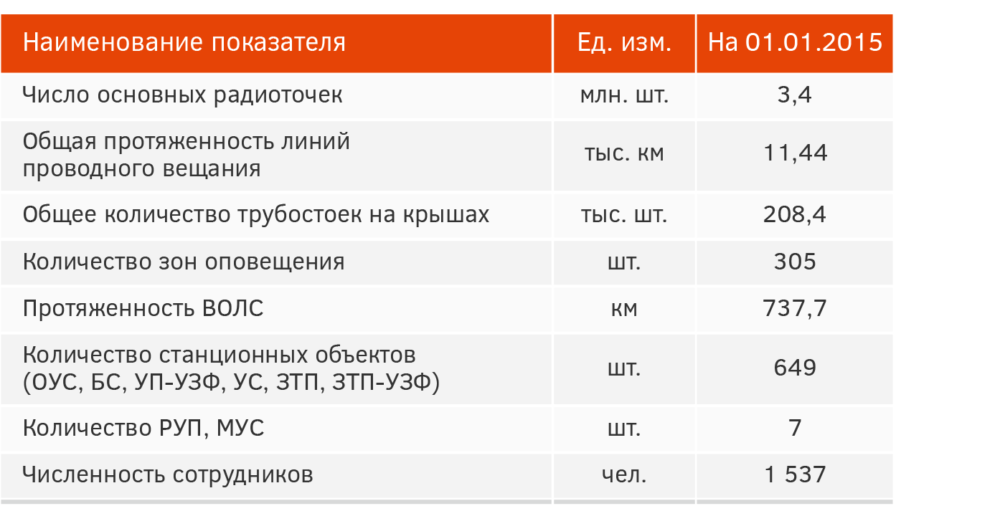 Наименование показателя Ед. изм. На 01.01.2015
Число основных радиоточек млн. шт. 3,4
Общая протяженность линий
проводного вещания тыс. км 11,44
Общее количество трубостоек на крышах тыс. шт. 208,4
Количество зон оповещения шт. 305
Протяженность ВОЛС км 737,7
Количество станционных объектов
(ОУС, БС, УП-УЗФ, УС, ЗТП, ЗТП-УЗФ) шт. 649
Количество РУП, МУС шт. 7
Численность сотрудников чел. 1 537